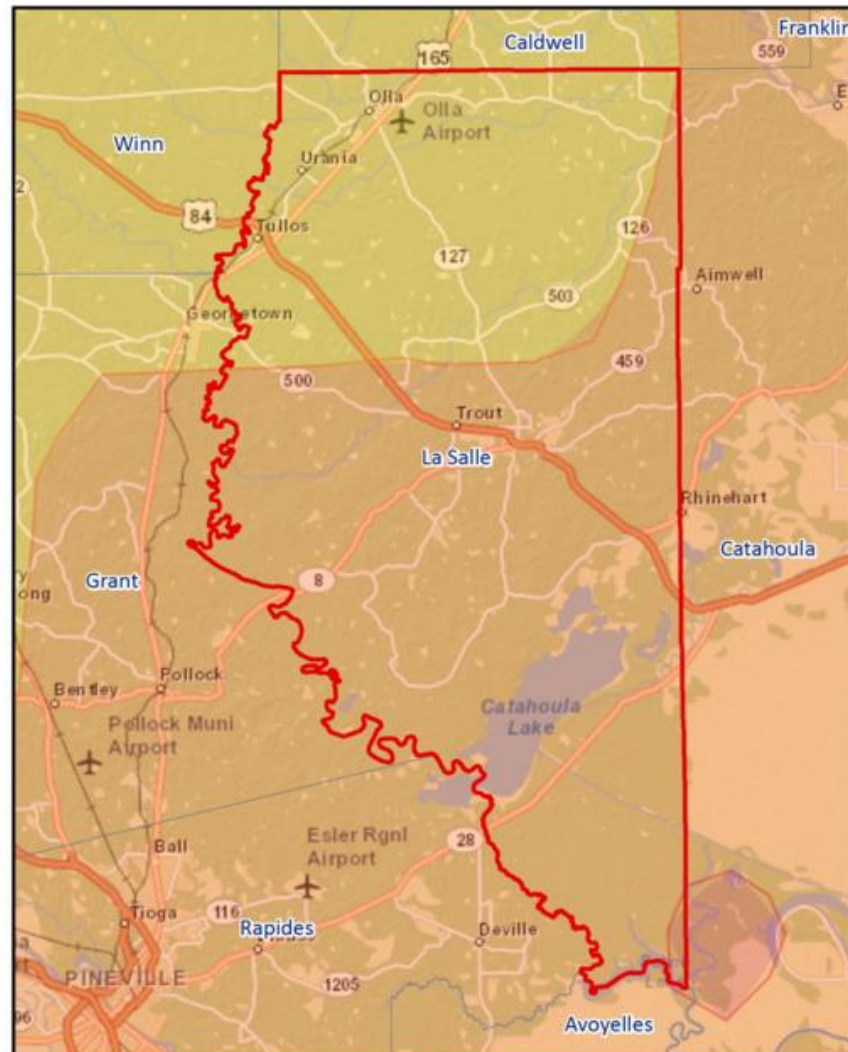 Franklin
Caldwell
559
165
Olla
Olla
Airport
Winn
Urania
84
Tullos
126
127
Aimwell
503
Georgetown
459
500
Trout
La Salle
Rhinehart
Catahoula
Grant
8
ong
Pollock
Bentley
Catahoula
Lake
Pollock Muni
Airport
Esler Rgnl
Airport
28
Ball
116
Tioga
Rapides
Deville
PINEVILLE
1205
96
Avoyelles